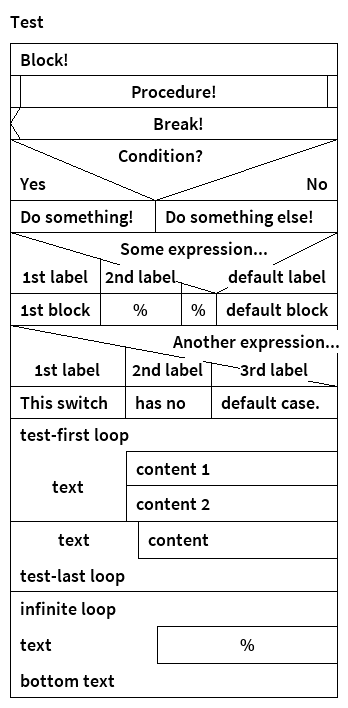 Test
Block!
Procedure!
Break!
Condition?
Yes No
Do something! Do something else!
Some expression...
1st label 2nd label default label
1st block % % default block
Another expression...
1st label 2nd label 3rd label
This switch has no default case.
test-first loop
content 1
text
content 2
text content
test-last loop
infinite loop
text %
bottom text